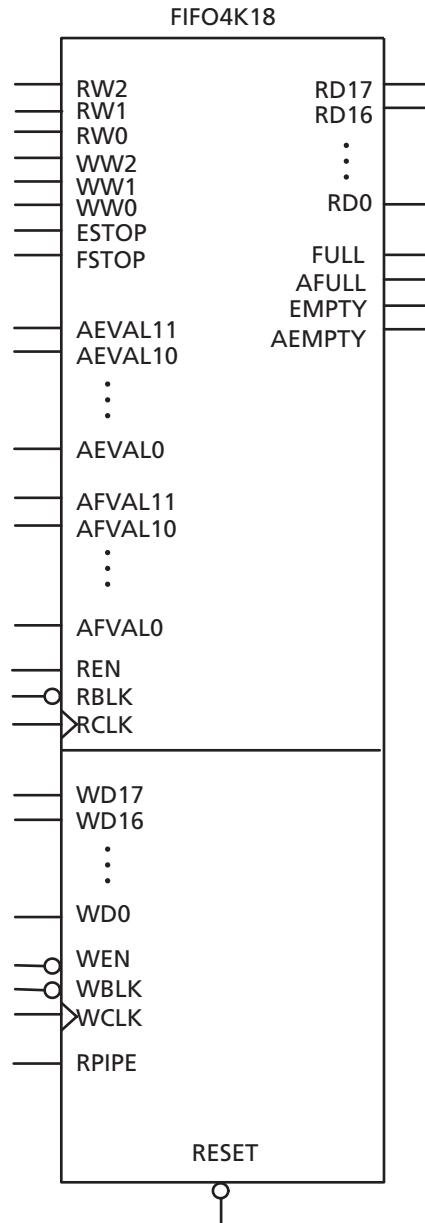 FIFO4K18
RW2
RW1
RW0
WW2
WW1
WW0
ESTOP
FSTOP
AEVAL11
AEVAL10
AEVAL0
AFVAL11
AFVAL10
AFVAL0
REN
RBLK
RCLK
WD17
WD16
WD0
WEN
WBLK
WCLK
RPIPE
RD17
RD16
RD0
FULL
AFULL
EMPTY
AEMPTY
RESET